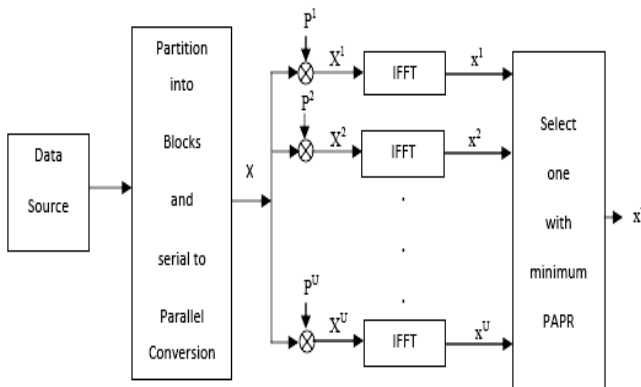 Data
Source
Partition
into
Blocks
and
serial to
Parallel
Conversion
X
P¹
X¹
IFFT
x¹
P²
X²
IFFT
x²
Pᵁ
Xᵁ
IFFT
xᵁ
Select
one
with
minimum
PAPR